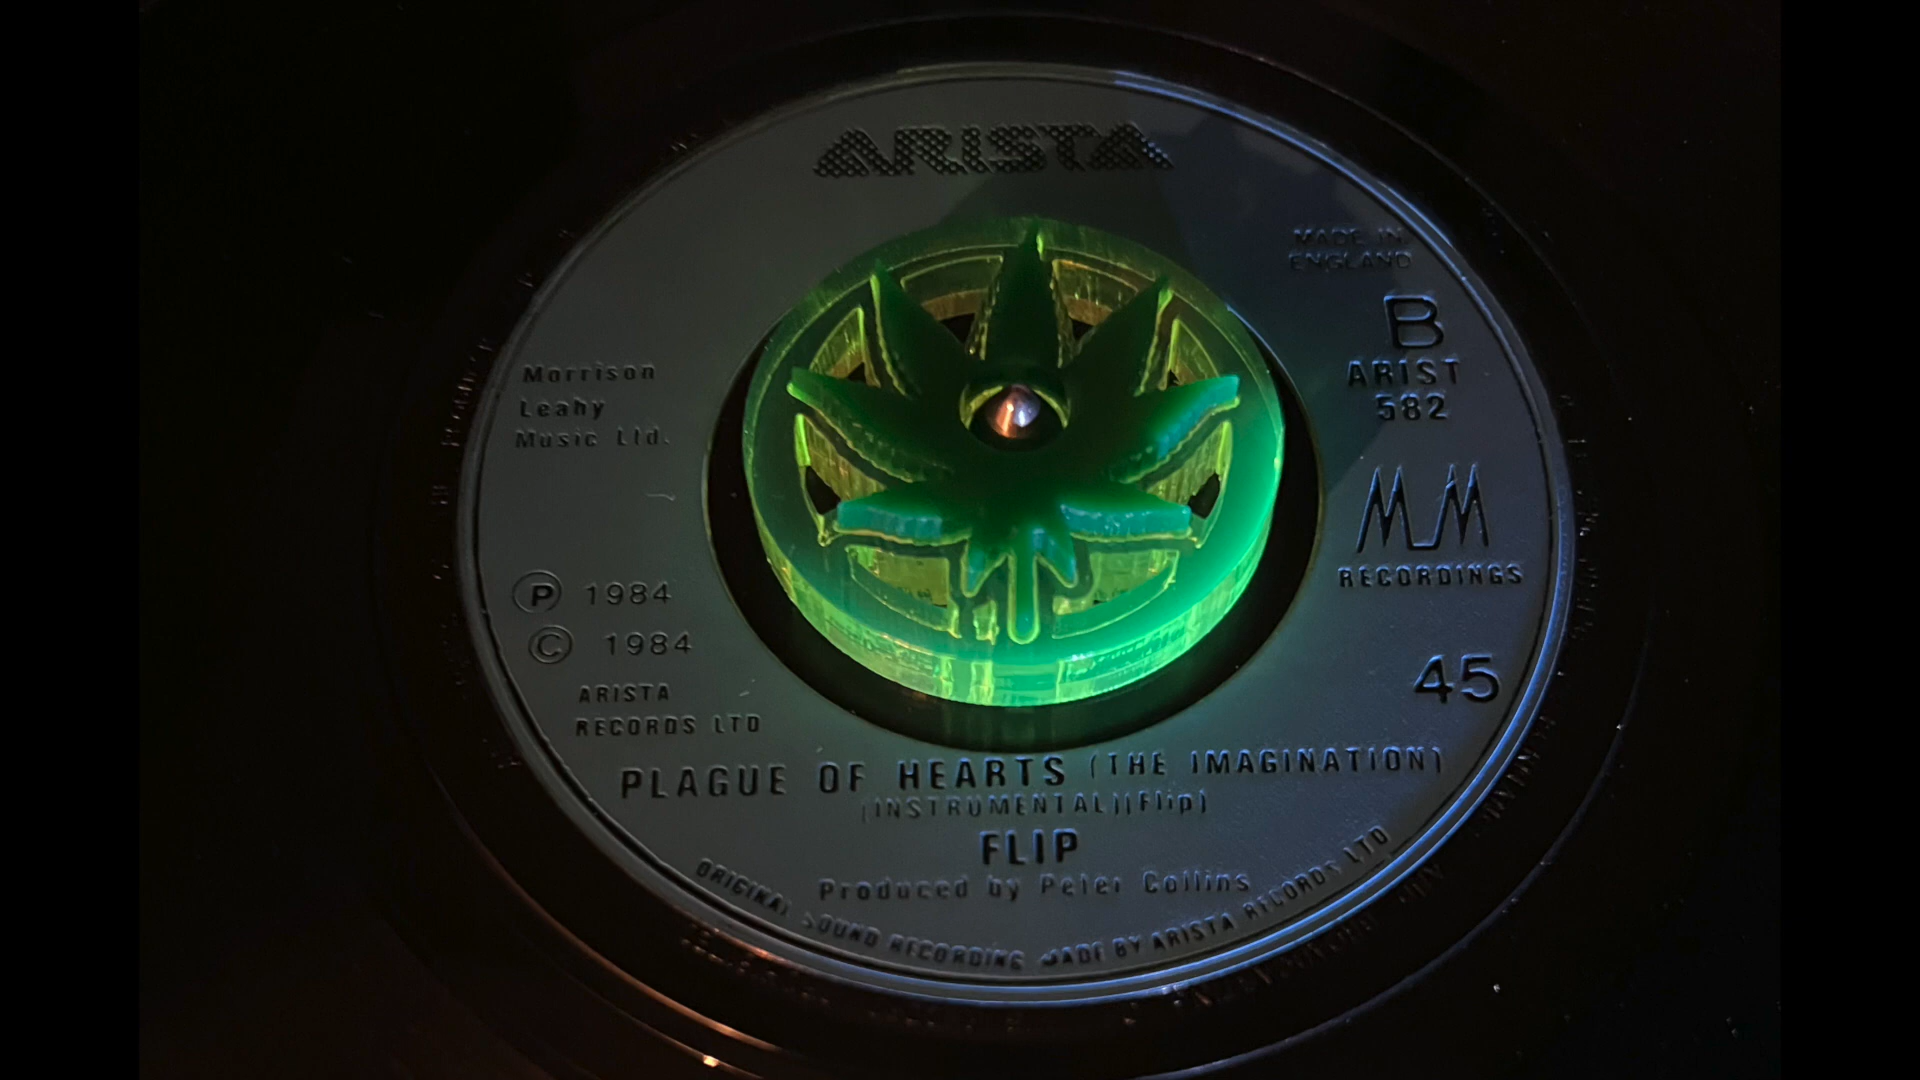 ARISTA
MADE IN
ENGLAND
B
ARIST
582
Morrison
Leahy
Music Ltd.
MM
RECORDINGS
P 1984
C 1984
ARISTA
RECORDS LTD
45
PLAGUE OF HEARTS (THE IMAGINATION)
(INSTRUMENTAL)(Flip)
FLIP
Produced by Peter Collins
ORIGINAL SOUND RECORDING MADE BY ARISTA RECORDS LTD